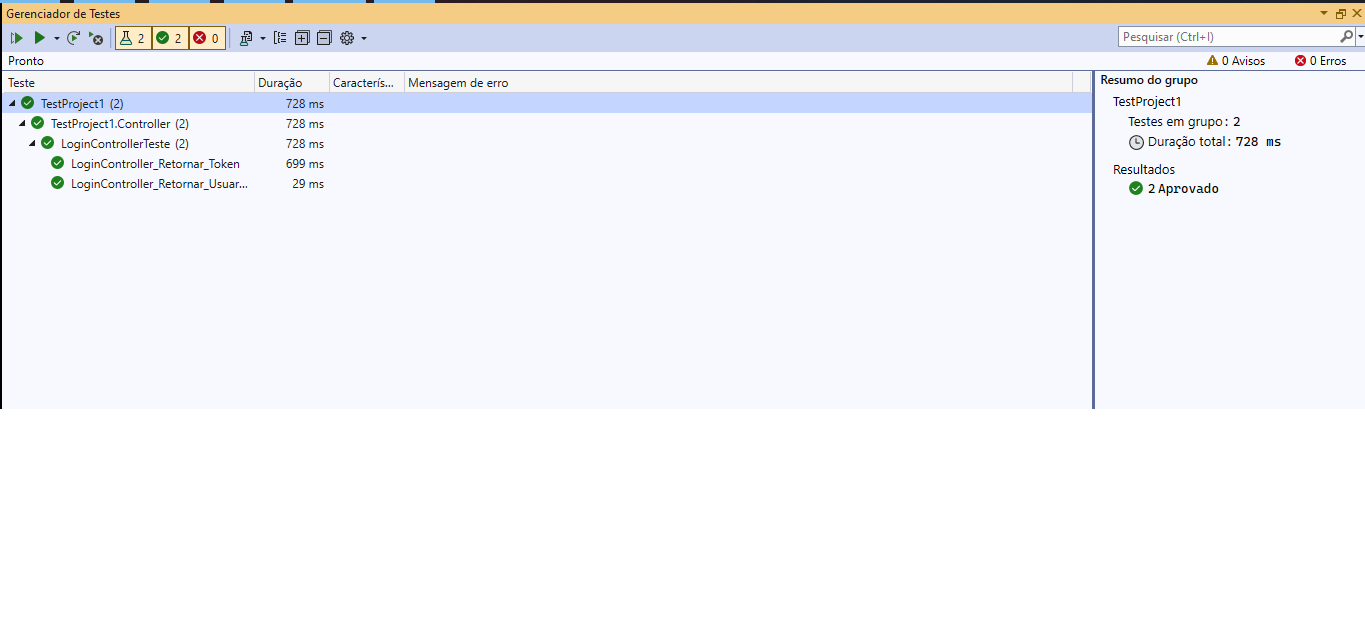 Gerenciador de Testes
2 2 0
Pesquisar (Ctrl+I)
Pronto
0 Avisos 0 Erros
Teste Duração Caracterís... Mensagem de erro
TestProject1 (2) 728 ms
TestProject1.Controller (2) 728 ms
LoginControllerTeste (2) 728 ms
LoginController_Retornar_Token 699 ms
LoginController_Retornar_Usuar... 29 ms
Resumo do grupo
TestProject1
Testes em grupo: 2
Duração total: 728 ms
Resultados
2 Aprovado